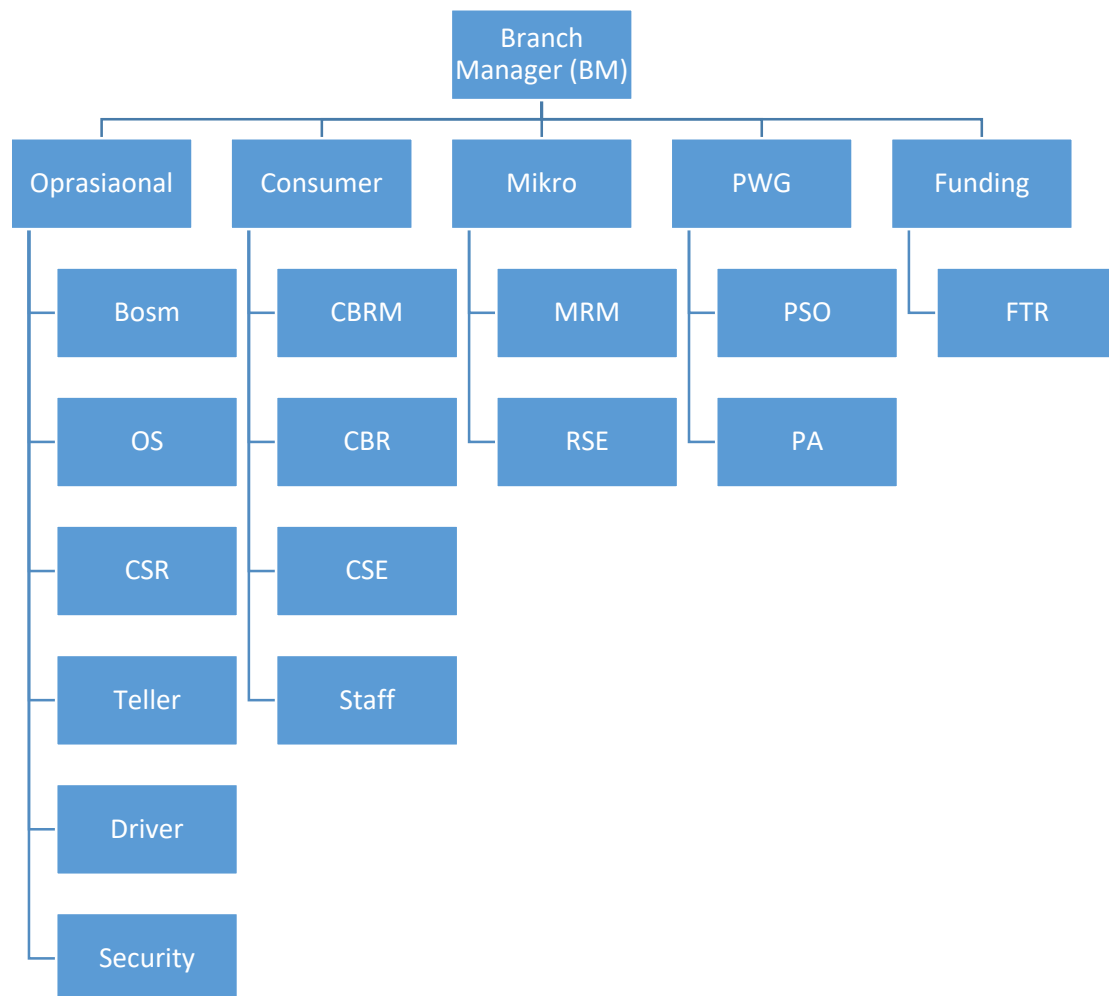 Branch
Manager (BM)
Oprasiaonal
Consumer
Mikro
PWG
Funding
Bosm
CBRM
MRM
PSO
FTR
OS
CBR
RSE
PA
CSR
CSE
Teller
Staff
Driver
Security